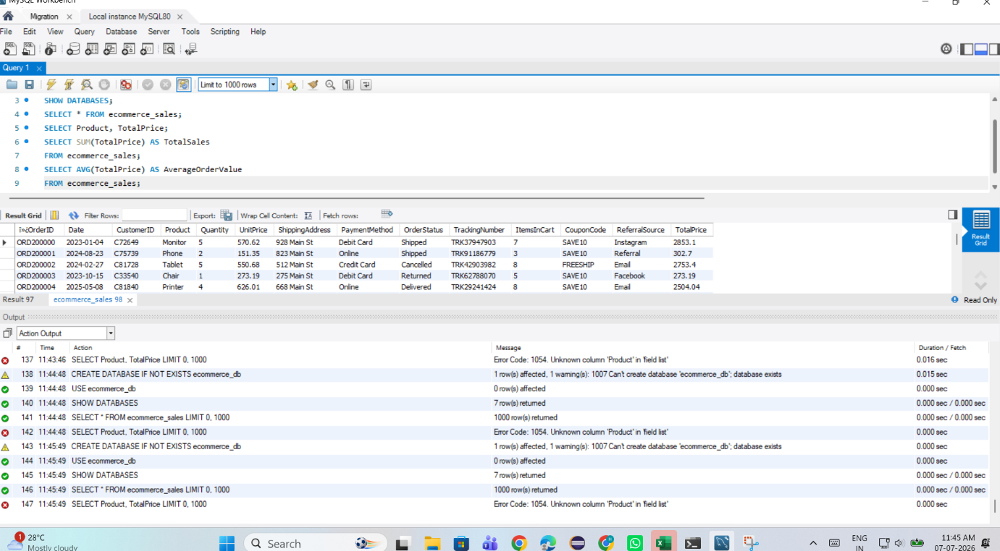 MySQL Workbench
Migration × Local instance MySQL80 ×
File Edit View Query Database Server Tools Scripting Help
Query 1 ×
Limit to 1000 rows
3 SHOW DATABASES;
4 SELECT * FROM ecommerce_sales;
5 SELECT Product, TotalPrice;
6 SELECT SUM(TotalPrice) AS TotalSales
7 FROM ecommerce_sales;
8 SELECT AVG(TotalPrice) AS AverageOrderValue
9 FROM ecommerce_sales;
Result Grid Filter Rows: Export: Wrap Cell Content: Fetch rows:
ï»¿OrderID Date CustomerID Product Quantity UnitPrice ShippingAddress PaymentMethod OrderStatus TrackingNumber ItemsInCart CouponCode ReferralSource TotalPrice
ORD200000 2023-01-04 C72649 Monitor 5 570.62 928 Main St Debit Card Shipped TRK37947903 7 SAVE10 Instagram 2853.1
ORD200001 2024-08-23 C75739 Phone 2 151.35 823 Main St Online Shipped TRK91186779 3 SAVE10 Referral 302.7
ORD200002 2024-02-27 C81728 Tablet 5 550.68 512 Main St Credit Card Cancelled TRK42903982 8 FREESHIP Email 2753.4
ORD200003 2023-10-15 C33540 Chair 1 273.19 275 Main St Debit Card Returned TRK62788070 5 SAVE10 Facebook 273.19
ORD200004 2025-05-08 C81840 Printer 4 626.01 668 Main St Online Delivered TRK29241424 8 SAVE10 Email 2504.04
Result Grid
Result 97 ecommerce_sales 98 × Read Only
Output
Action Output
# Time Action Message Duration / Fetch
137 11:43:46 SELECT Product, TotalPrice LIMIT 0, 1000 Error Code: 1054. Unknown column 'Product' in 'field list' 0.016 sec
138 11:44:48 CREATE DATABASE IF NOT EXISTS ecommerce_db 1 row(s) affected, 1 warning(s): 1007 Can't create database 'ecommerce_db'; database exists 0.015 sec
139 11:44:48 USE ecommerce_db 0 row(s) affected 0.000 sec
140 11:44:48 SHOW DATABASES 7 row(s) returned 0.000 sec / 0.000 sec
141 11:44:48 SELECT * FROM ecommerce_sales LIMIT 0, 1000 1000 row(s) returned 0.000 sec / 0.000 sec
142 11:44:48 SELECT Product, TotalPrice LIMIT 0, 1000 Error Code: 1054. Unknown column 'Product' in 'field list' 0.000 sec
143 11:45:49 CREATE DATABASE IF NOT EXISTS ecommerce_db 1 row(s) affected, 1 warning(s): 1007 Can't create database 'ecommerce_db'; database exists 0.000 sec
144 11:45:49 USE ecommerce_db 0 row(s) affected 0.000 sec
145 11:45:49 SHOW DATABASES 7 row(s) returned 0.000 sec / 0.000 sec
146 11:45:49 SELECT * FROM ecommerce_sales LIMIT 0, 1000 1000 row(s) returned 0.000 sec / 0.000 sec
147 11:45:49 SELECT Product, TotalPrice LIMIT 0, 1000 Error Code: 1054. Unknown column 'Product' in 'field list' 0.000 sec
1 28°C Search ENG 11:45 AM
Mostly cloudy IN 07-07-2026